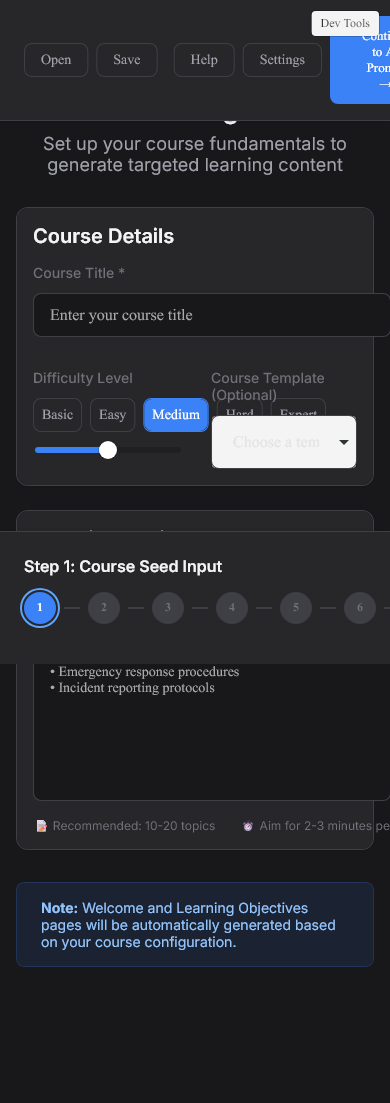 Dev Tools
Open
Save
Help
Settings
to A
→
Set up your course fundamentals to
generate targeted learning content
Course Details
Course Title *
Enter your course title
Difficulty Level
Course Template
(Optional)
Basic
Easy
Medium
Hard
Expert
Choose a tem
Step 1: Course Seed Input
1
2
3
4
5
6
• Emergency response procedures
• Incident reporting protocols
Recommended: 10-20 topics
Aim for 2-3 minutes pe
Note: Welcome and Learning Objectives
pages will be automatically generated based
on your course configuration.